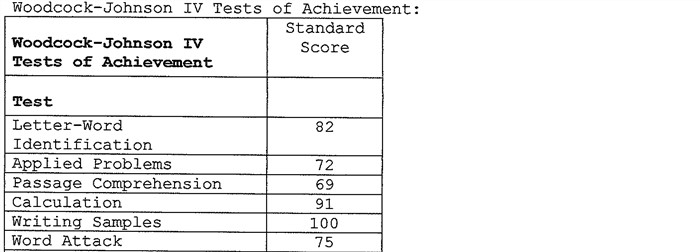 Woodcock-Johnson IV Tests of Achievement:
Woodcock-Johnson IV
Tests of Achievement
Standard
Score
Test
Letter-Word
Identification
82
Applied Problems 72
Passage Comprehension 69
Calculation 91
Writing Samples 100
Word Attack 75